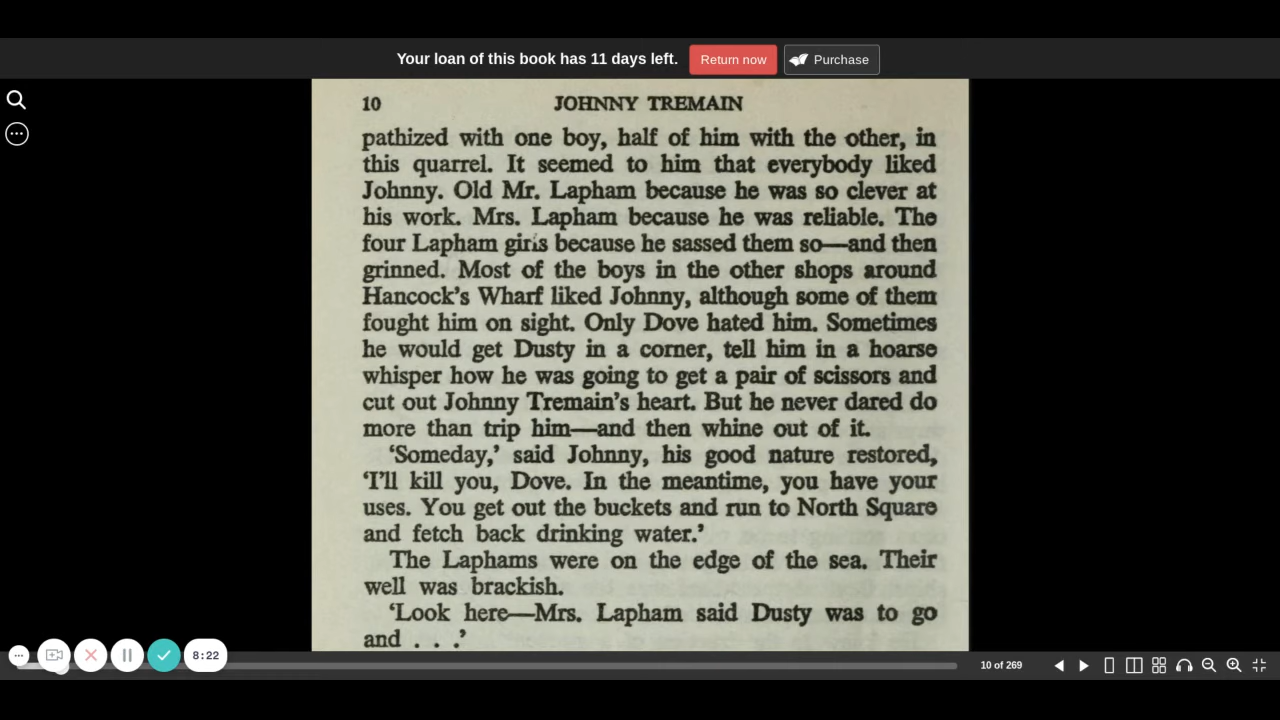 Your loan of this book has 11 days left. Return now Purchase
10 JOHNNY TREMAIN
pathized with one boy, half of him with the other, in
this quarrel. It seemed to him that everybody liked
Johnny. Old Mr. Lapham because he was so clever at
his work. Mrs. Lapham because he was reliable. The
four Lapham girls because he sassed them so—and then
grinned. Most of the boys in the other shops around
Hancock's Wharf liked Johnny, although some of them
fought him on sight. Only Dove hated him. Sometimes
he would get Dusty in a corner, tell him in a hoarse
whisper how he was going to get a pair of scissors and
cut out Johnny Tremain's heart. But he never dared do
more than trip him—and then whine out of it.
'Someday,' said Johnny, his good nature restored,
'I'll kill you, Dove. In the meantime, you have your
uses. You get out the buckets and run to North Square
and fetch back drinking water.'
The Laphams were on the edge of the sea. Their
well was brackish.
'Look here—Mrs. Lapham said Dusty was to go
and . . .'
8:22
10 of 269